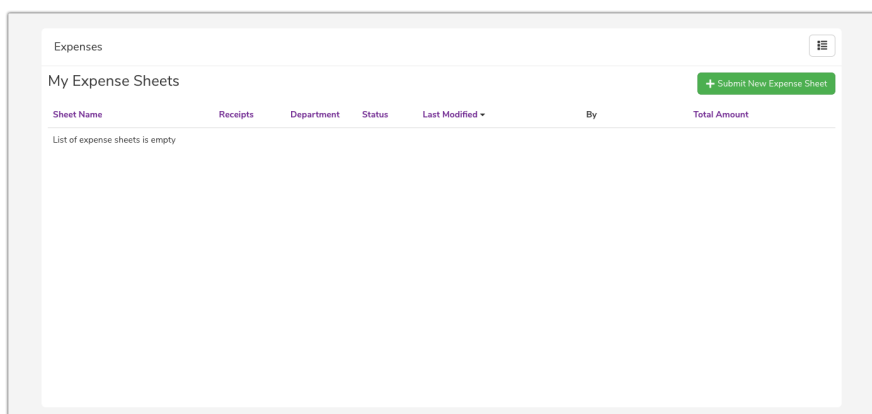 Expenses
My Expense Sheets
Submit New Expense Sheet
Sheet Name Receipts Department Status Last Modified By Total Amount
List of expense sheets is empty